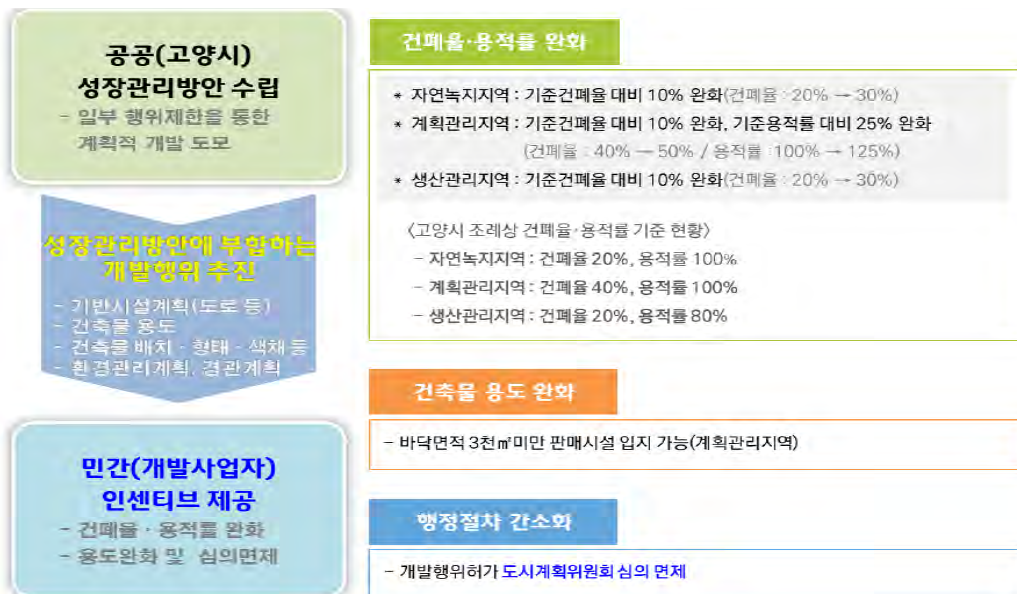 공공(고양시)
성장관리방안 수립
- 일부 행위제한을 통한
계획적 개발 도모
성장관리방안에 부합하는
개발행위 추진
- 기반시설계획(도로 등)
- 건축물 용도
- 건축물 배치 · 형태 · 색채 등
- 환경관리계획, 경관계획
민간(개발사업자)
인센티브 제공
- 건폐율 · 용적률 완화
- 용도완화 및 심의면제
건폐율·용적률 완화
* 자연녹지지역 : 기준건폐율 대비 10% 완화(건폐율 : 20% → 30%)
* 계획관리지역 : 기준건폐율 대비 10% 완화, 기준용적률 대비 25% 완화
(건폐율 : 40% → 50% / 용적률 : 100% → 125%)
* 생산관리지역 : 기준건폐율 대비 10% 완화(건폐율 : 20% → 30%)
<고양시 조례상 건폐율·용적률 기준 현황>
- 자연녹지지역 : 건폐율 20%, 용적률 100%
- 계획관리지역 : 건폐율 40%, 용적률 100%
- 생산관리지역 : 건폐율 20%, 용적률 80%
건축물 용도 완화
- 바닥면적 3천㎡미만 판매시설 입지 가능(계획관리지역)
행정절차 간소화
- 개발행위허가 도시계획위원회 심의 면제